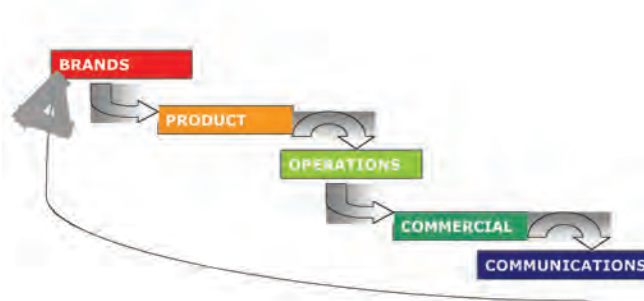 BRANDS
PRODUCT
OPERATIONS
COMMERCIAL
COMMUNICATIONS